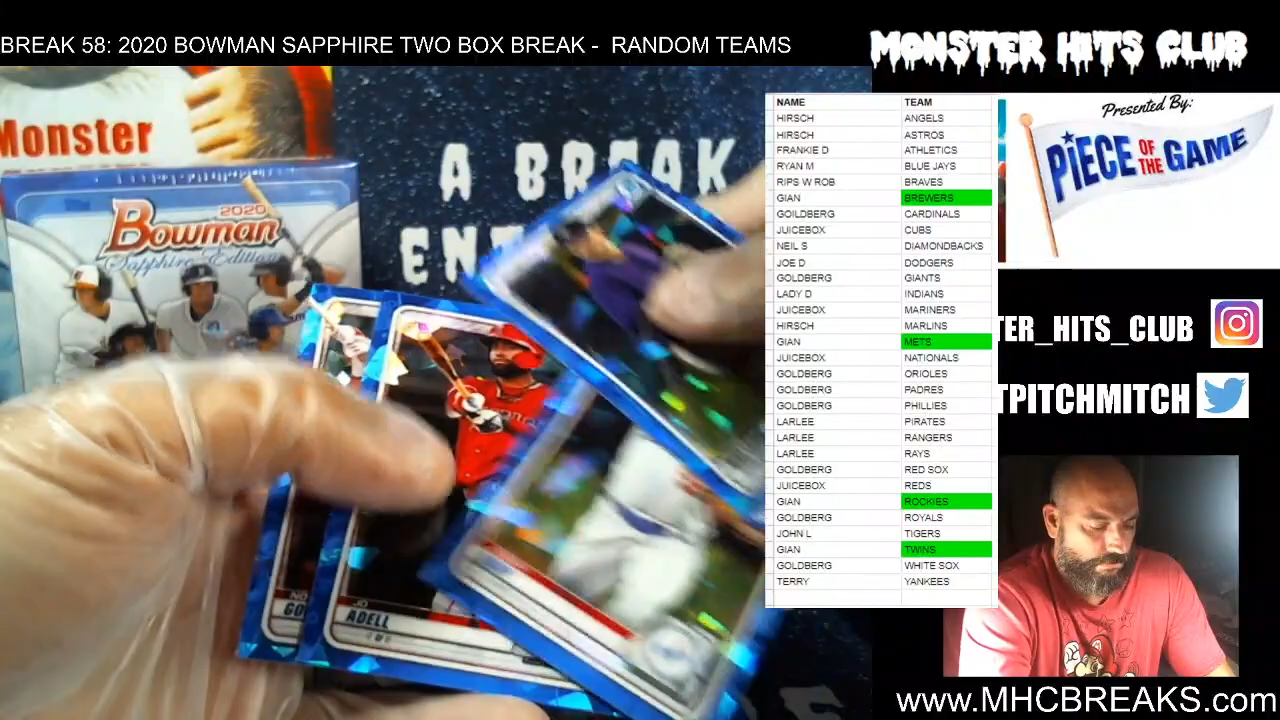 BREAK 58: 2020 BOWMAN SAPPHIRE TWO BOX BREAK - RANDOM TEAMS
MONSTER HITS CLUB
Presented By:
PIECE OF THE GAME
Monster
A BREAK
2020
Bowman
Sapphire Edition
NAME TEAM
HIRSCH ANGELS
HIRSCH ASTROS
FRANKIE D ATHLETICS
RYAN M BLUE JAYS
RIPS W ROB BRAVES
GIAN BREWERS
GOILDBERG CARDINALS
JUICEBOX CUBS
NEIL S DIAMONDBACKS
JOE D DODGERS
GOLDBERG GIANTS
LADY D INDIANS
JUICEBOX MARINERS
HIRSCH MARLINS
GIAN METS
JUICEBOX NATIONALS
GOLDBERG ORIOLES
GOLDBERG PADRES
GOLDBERG PHILLIES
LARLEE PIRATES
LARLEE RANGERS
LARLEE RAYS
GOLDBERG RED SOX
JUICEBOX REDS
GIAN ROCKIES
GOLDBERG ROYALS
JOHN L TIGERS
GIAN TWINS
GOLDBERG WHITE SOX
TERRY YANKEES
TER_HITS_CLUB
TPITCHMITCH
JO
ADELL
www.MHCBREAKS.com